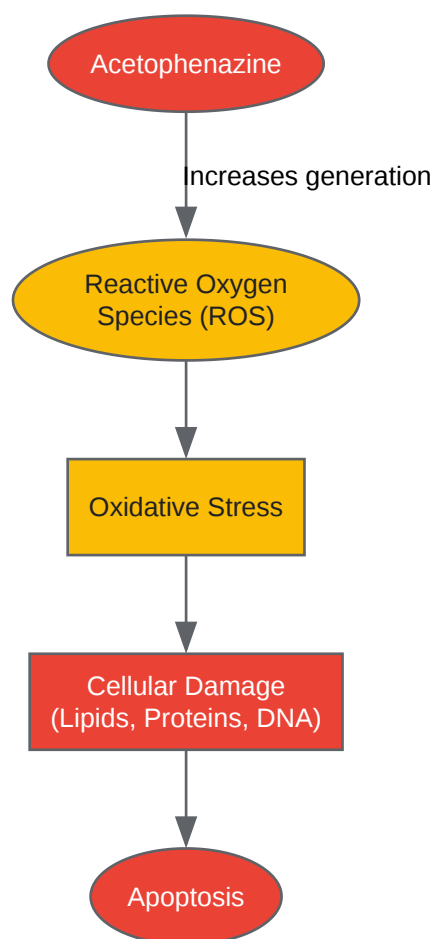 Acetophenazine
Increases generation
Reactive Oxygen
Species (ROS)
Oxidative Stress
Cellular Damage
(Lipids, Proteins, DNA)
Apoptosis